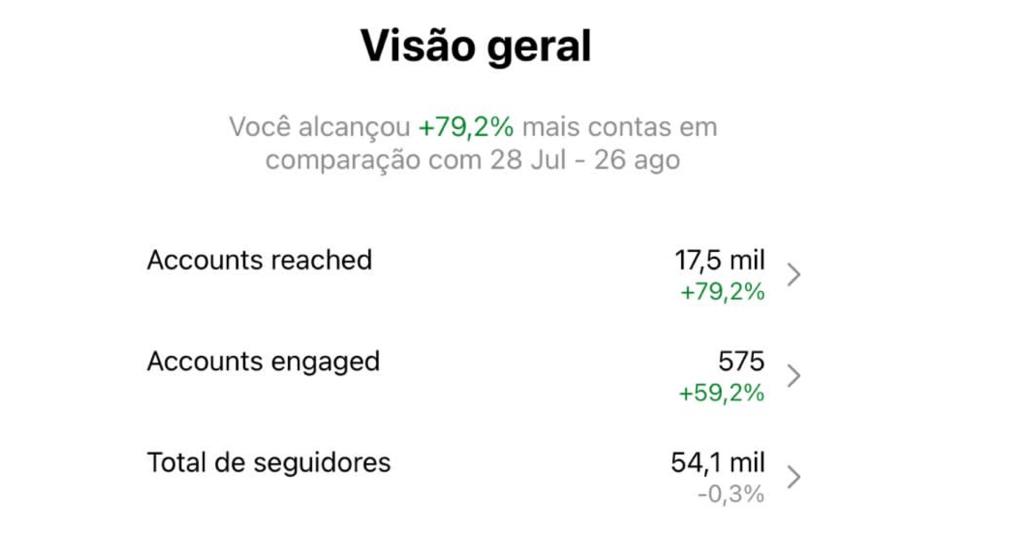 Visão geral
Você alcançou +79,2% mais contas em
comparação com 28 Jul - 26 ago
Accounts reached 17,5 mil
+79,2%
Accounts engaged 575
+59,2%
Total de seguidores 54,1 mil
-0,3%